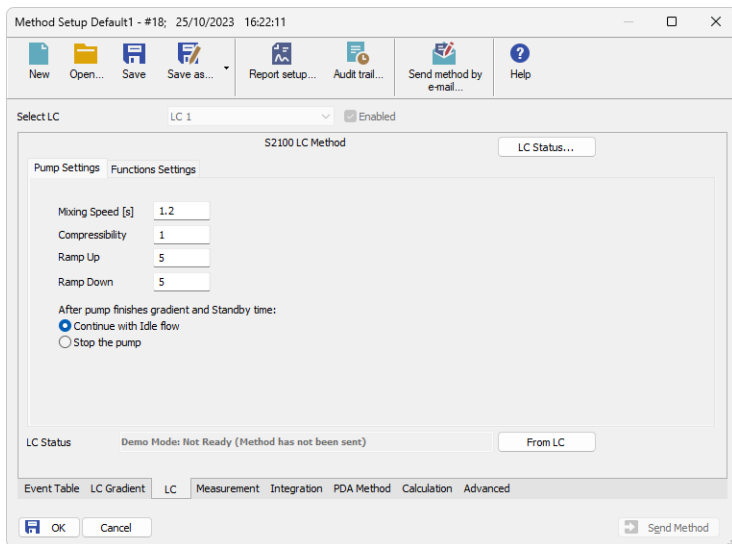 Method Setup Default1 - #18; 25/10/2023 16:22:11
New Open... Save Save as... Report setup... Audit trail... Send method by e-mail... Help
Select LC LC 1 Enabled
S2100 LC Method LC Status...
Pump Settings Functions Settings
Mixing Speed [s] 1.2
Compressibility 1
Ramp Up 5
Ramp Down 5
After pump finishes gradient and Standby time:
Continue with Idle flow
Stop the pump
LC Status Demo Mode: Not Ready (Method has not been sent) From LC
Event Table LC Gradient LC Measurement Integration PDA Method Calculation Advanced
OK Cancel Send Method